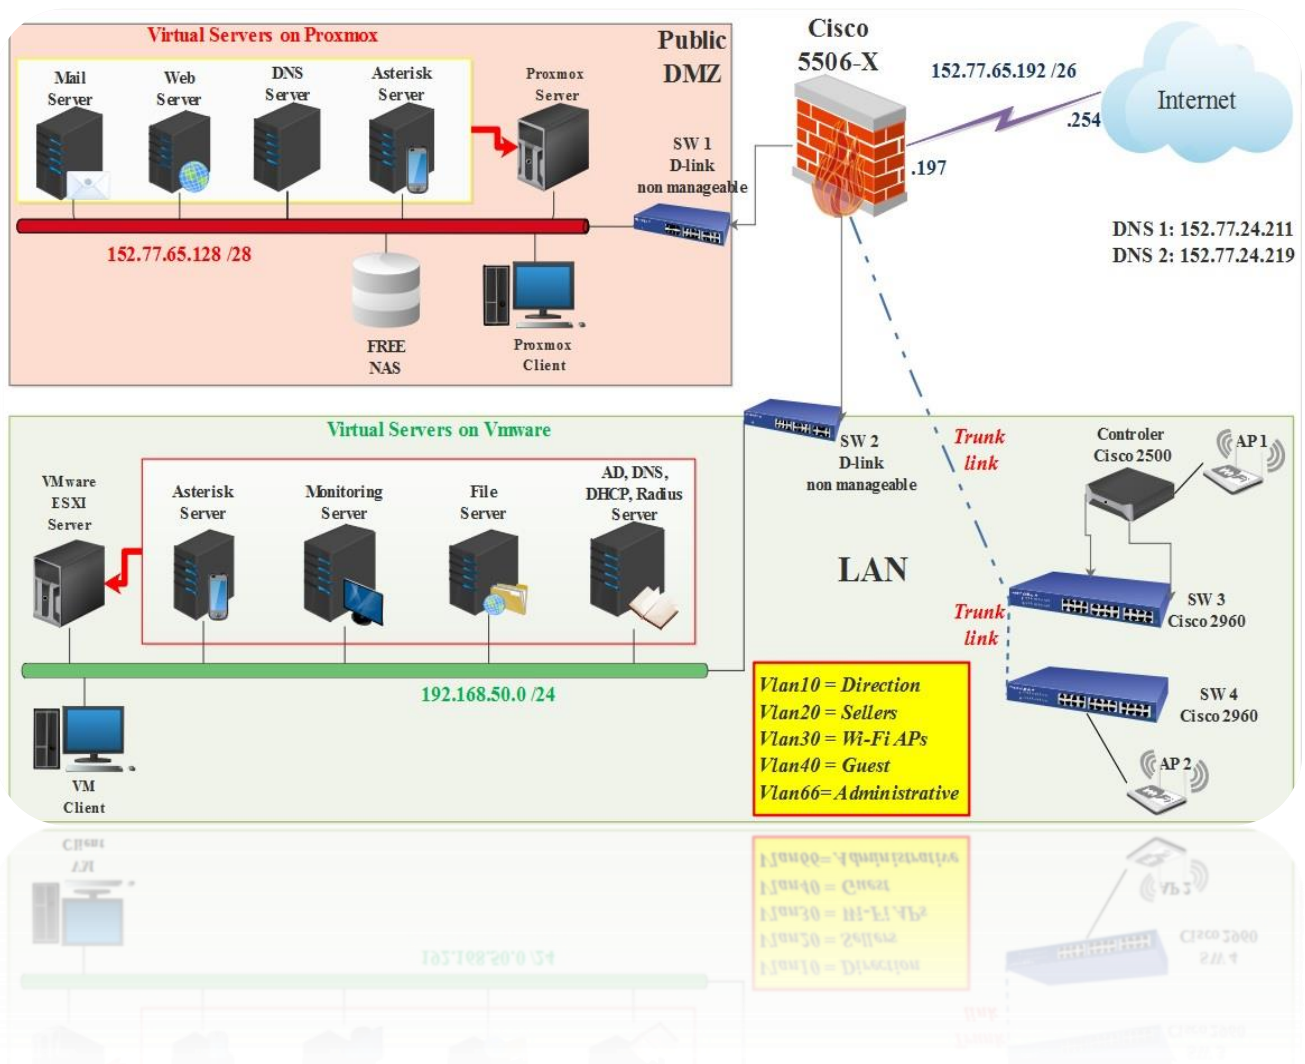 Virtual Servers on Proxmox
Public
DMZ
Mail
Server
Web
Server
DNS
Server
Asterisk
Server
Proxmox
Server
SW 1
D-link
non manageable
152.77.65.128 /28
FREE
NAS
Proxmox
Client
Cisco
5506-X
152.77.65.192 /26
.254
.197
Internet
DNS 1: 152.77.24.211
DNS 2: 152.77.24.219
Virtual Servers on Vmware
VMware
ESXI
Server
Asterisk
Server
Monitoring
Server
File
Server
AD, DNS,
DHCP, Radius
Server
SW 2
D-link
non manageable
Trunk
link
Controler
Cisco 2500
AP 1
LAN
SW 3
Cisco 2960
Trunk
link
SW 4
Cisco 2960
AP 2
192.168.50.0 /24
VM
Client
Vlan10 = Direction
Vlan20 = Sellers
Vlan30 = Wi-Fi APs
Vlan40 = Guest
Vlan66= Administrative